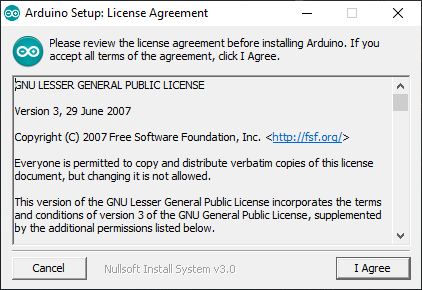 Arduino Setup: License Agreement
Please review the license agreement before installing Arduino. If you
accept all terms of the agreement, click I Agree.
GNU LESSER GENERAL PUBLIC LICENSE
Version 3, 29 June 2007
Copyright (C) 2007 Free Software Foundation, Inc. <http://fsf.org/>
Everyone is permitted to copy and distribute verbatim copies of this license
document, but changing it is not allowed.
This version of the GNU Lesser General Public License incorporates the terms
and conditions of version 3 of the GNU General Public License, supplemented
by the additional permissions listed below.
Cancel
Nullsoft Install System v3.0
I Agree